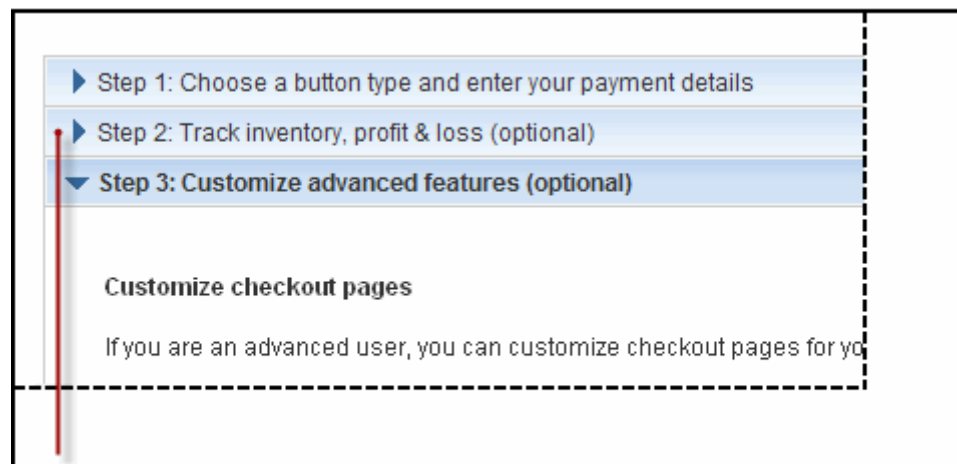 Step 1: Choose a button type and enter your payment details
Step 2: Track inventory, profit & loss (optional)
Step 3: Customize advanced features (optional)
Customize checkout pages
If you are an advanced user, you can customize checkout pages for yo